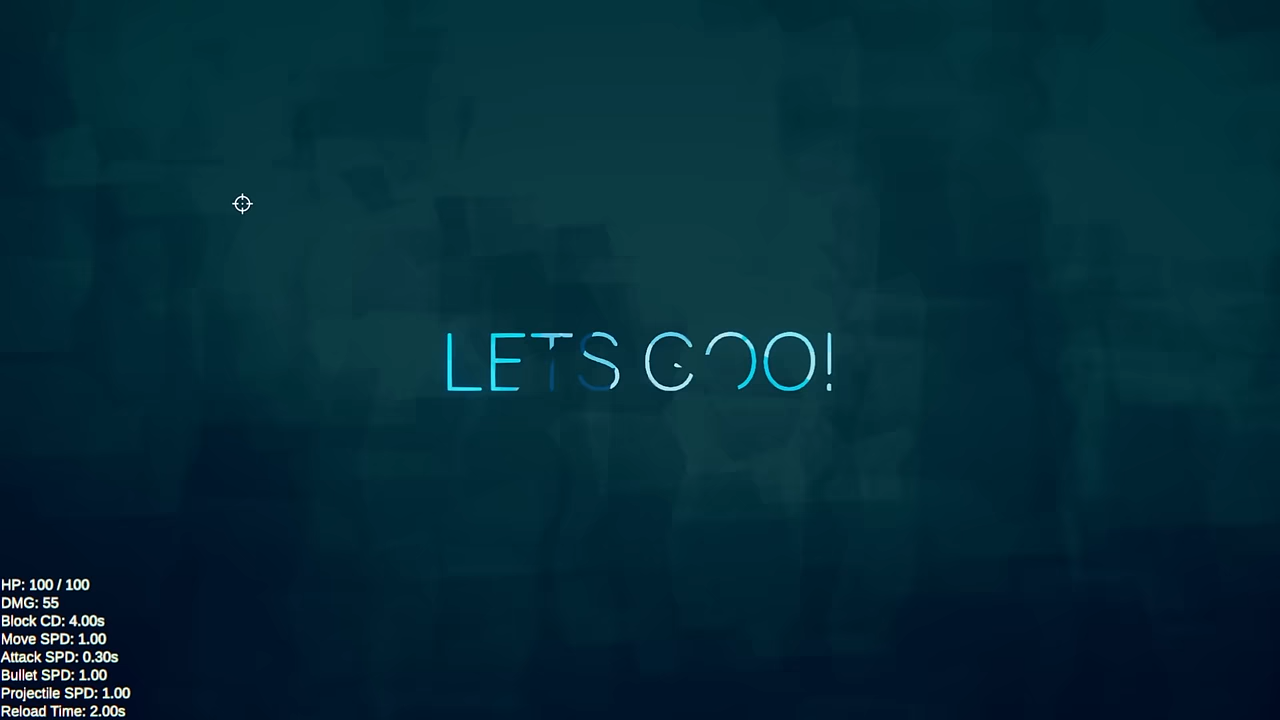 LETS GOO!
HP: 100 / 100
DMG: 55
Block CD: 4.00s
Move SPD: 1.00
Attack SPD: 0.30s
Bullet SPD: 1.00
Projectile SPD: 1.00
Reload Time: 2.00s